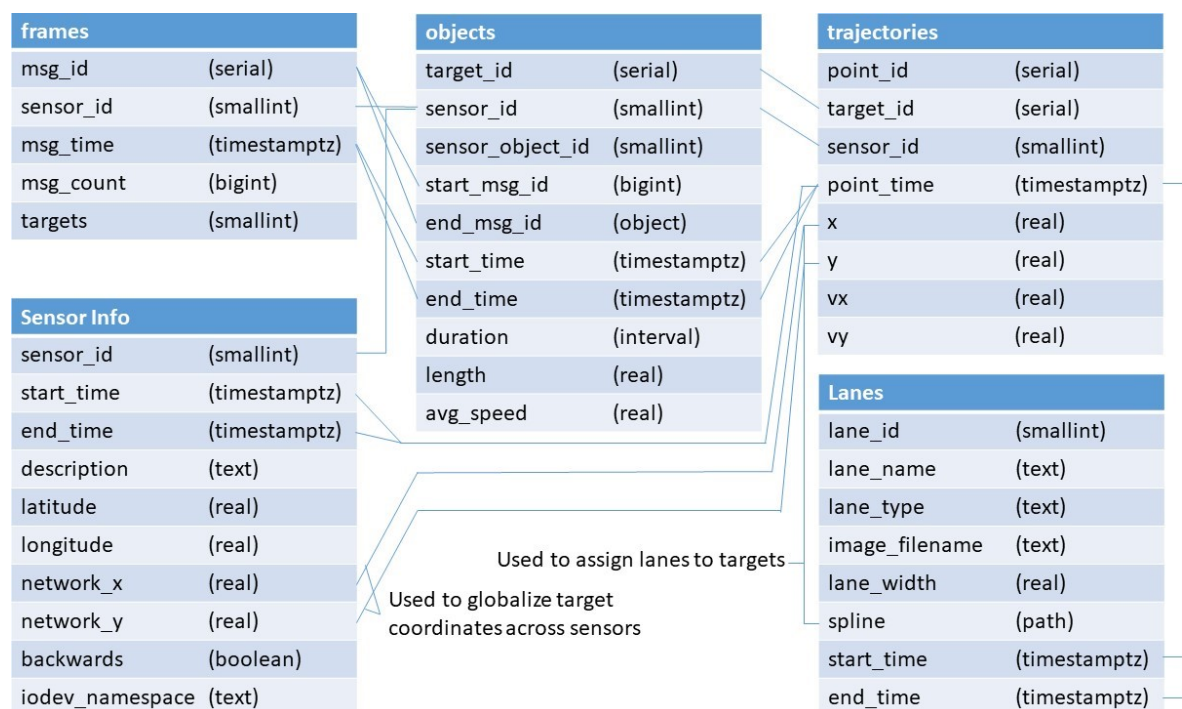 frames
msg_id (serial)
sensor_id (smallint)
msg_time (timestamptz)
msg_count (bigint)
targets (smallint)
Sensor Info
sensor_id (smallint)
start_time (timestamptz)
end_time (timestamptz)
description (text)
latitude (real)
longitude (real)
network_x (real)
network_y (real)
backwards (boolean)
iodev_namespace (text)
objects
target_id (serial)
sensor_id (smallint)
sensor_object_id (smallint)
start_msg_id (bigint)
end_msg_id (object)
start_time (timestamptz)
end_time (timestamptz)
duration (interval)
length (real)
avg_speed (real)
Used to assign lanes to targets
Used to globalize target
coordinates across sensors
trajectories
point_id (serial)
target_id (serial)
sensor_id (smallint)
point_time (timestamptz)
x (real)
y (real)
vx (real)
vy (real)
Lanes
lane_id (smallint)
lane_name (text)
lane_type (text)
image_filename (text)
lane_width (real)
spline (path)
start_time (timestamptz)
end_time (timestamptz)